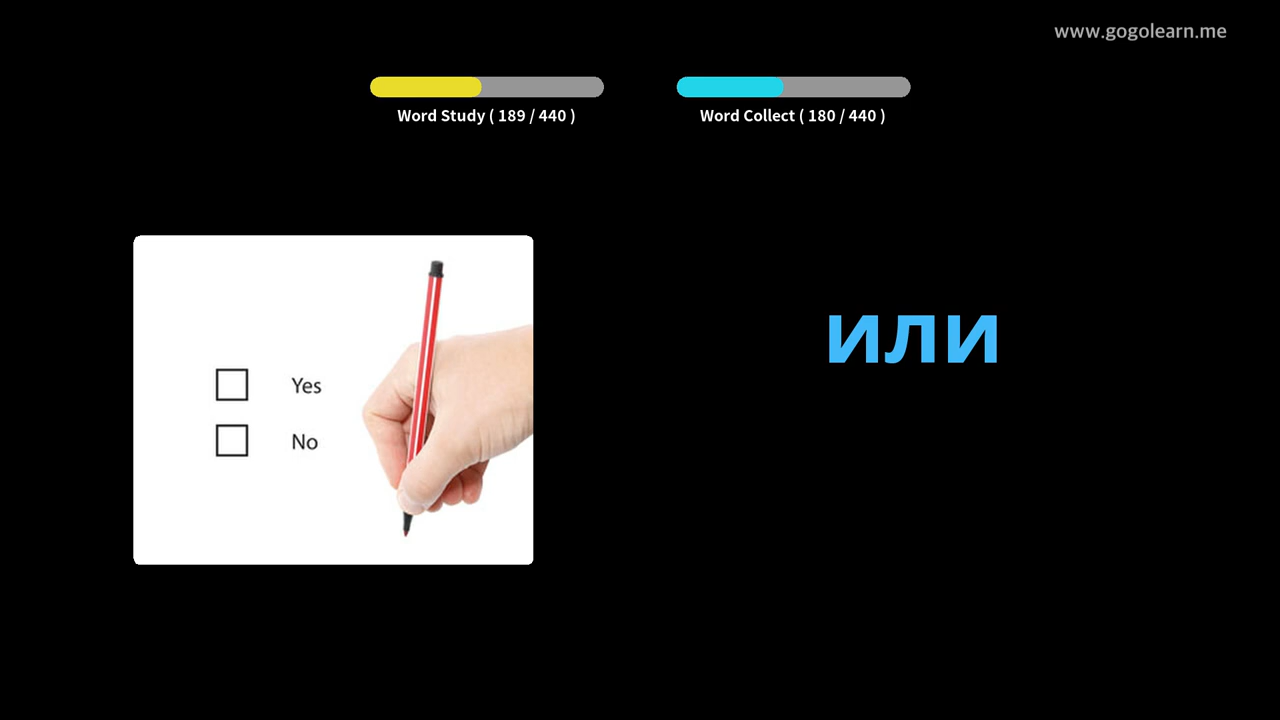 www.gogolearn.me
Word Study ( 189 / 440 )
Word Collect ( 180 / 440 )
или
Yes
No